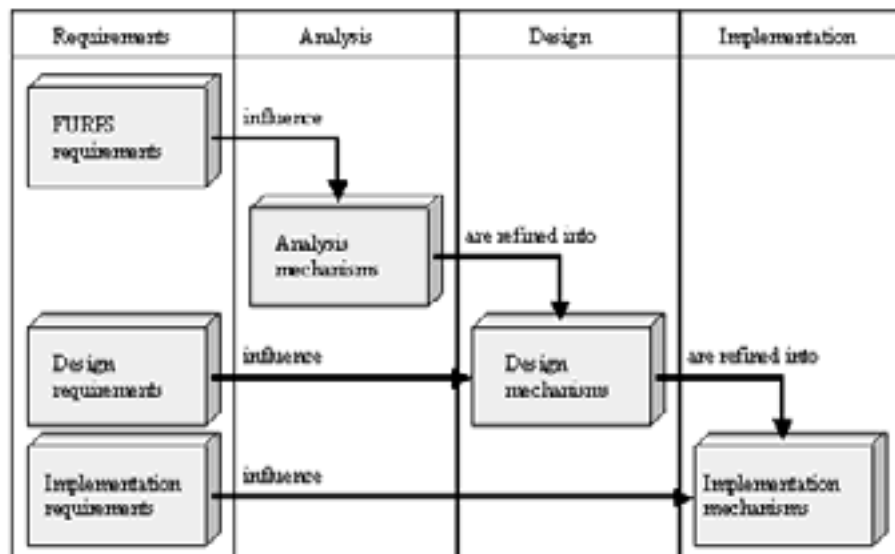 Requirements
Analysis
Design
Implementation
FURPS
requirements
influence
Analysis
mechanisms
are refined into
Design
requirements
influence
Design
mechanisms
are refined into
Implementation
requirements
influence
Implementation
mechanisms